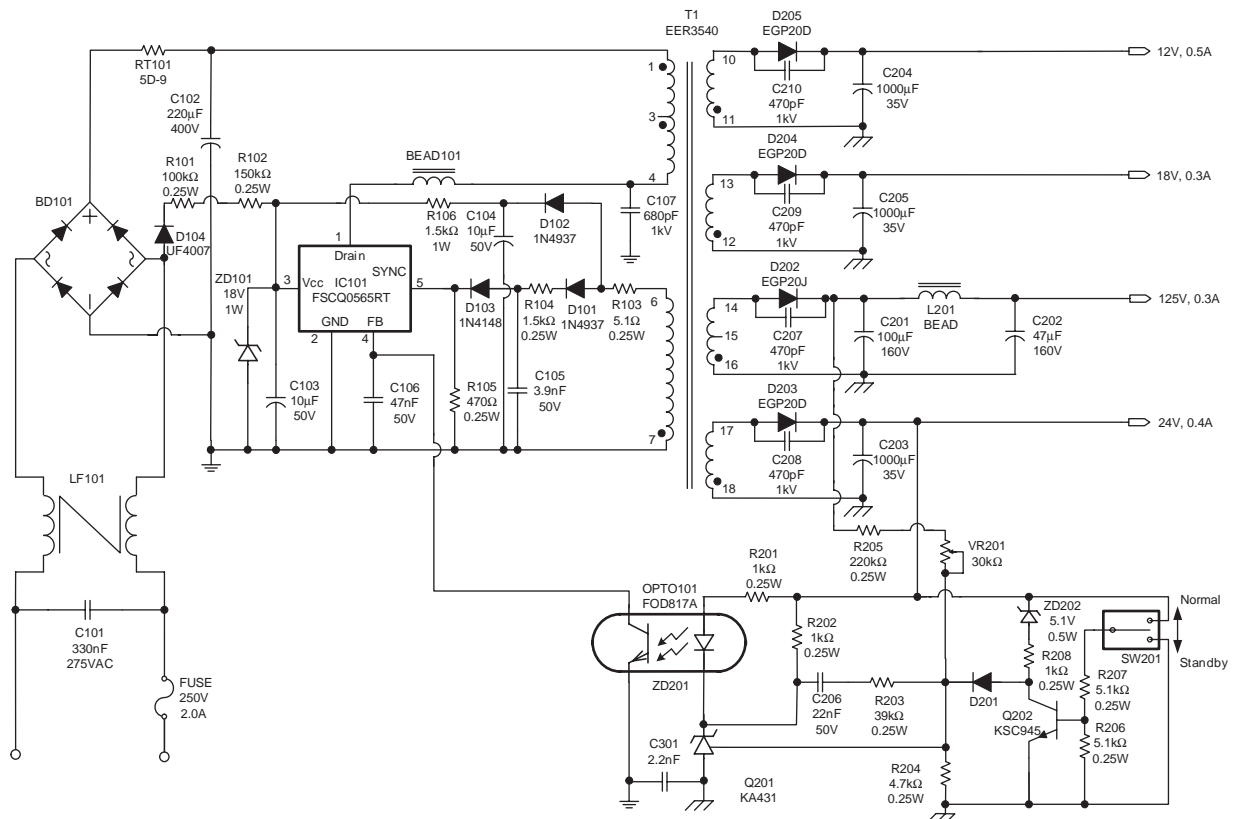 T1
EER3540
D205
EGP20D
RT101
5D-9
1
3
4
10
11
C210
470pF
1kV
C204
1000μF
35V
12V, 0.5A
C102
220μF
400V
R101
100kΩ
0.25W
R102
150kΩ
0.25W
BEAD101
D204
EGP20D
13
12
C209
470pF
1kV
C205
1000μF
35V
18V, 0.3A
BD101
D104
UF4007
R106
1.5kΩ
1W
C104
10μF
50V
D102
1N4937
C107
680pF
1kV
1
Drain
SYNC
3
Vcc
IC101
FSCQ0565RT
5
GND
FB
2
4
ZD101
18V
1W
D103
1N4148
R104
1.5kΩ
0.25W
D101
1N4937
R103
5.1Ω
0.25W
6
7
D202
EGP20J
14
15
16
C207
470pF
1kV
C201
100μF
160V
L201
BEAD
C202
47μF
160V
125V, 0.3A
C103
10μF
50V
C106
47nF
50V
R105
470Ω
0.25W
C105
3.9nF
50V
D203
EGP20D
17
18
C208
470pF
1kV
C203
1000μF
35V
24V, 0.4A
LF101
C101
330nF
275VAC
FUSE
250V
2.0A
OPTO101
FOD817A
R201
1kΩ
0.25W
R205
220kΩ
0.25W
VR201
30kΩ
R202
1kΩ
0.25W
ZD202
5.1V
0.5W
Normal
SW201
Standby
R208
1kΩ
0.25W
R207
5.1kΩ
0.25W
ZD201
C206
22nF
50V
R203
39kΩ
0.25W
D201
Q202
KSC945
R206
5.1kΩ
0.25W
C301
2.2nF
Q201
KA431
R204
4.7kΩ
0.25W